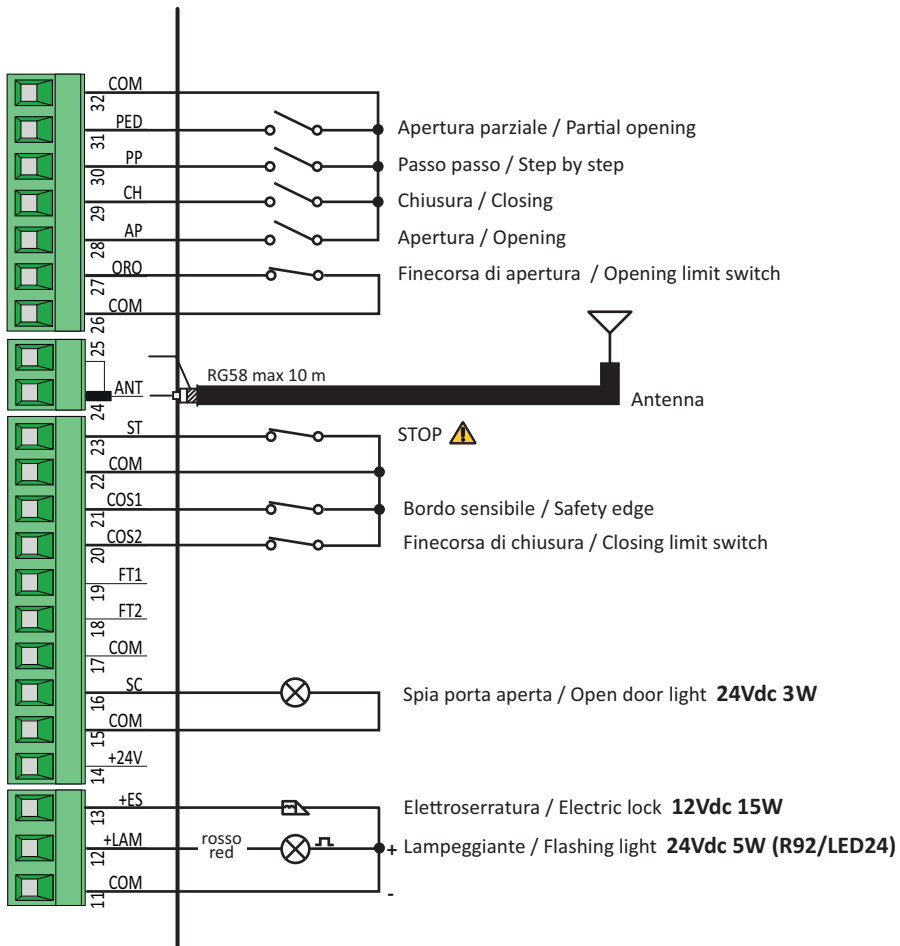 COM
32
PED
Apertura parziale / Partial opening
31
PP
Passo passo / Step by step
30
CH
Chiusura / Closing
29
AP
Apertura / Opening
28
ORO
Finecorsa di apertura / Opening limit switch
27
COM
26
25
RG58 max 10 m
ANT
Antenna
24
ST
STOP
23
COM
22
COS1
Bordo sensibile / Safety edge
21
COS2
Finecorsa di chiusura / Closing limit switch
20
FT1
19
FT2
18
COM
17
SC
Spia porta aperta / Open door light 24Vdc 3W
16
COM
15
+24V
14
+ES
Elettroserratura / Electric lock 12Vdc 15W
13
+LAM
rosso
red
+ Lampeggiante / Flashing light 24Vdc 5W (R92/LED24)
12
COM
-
11